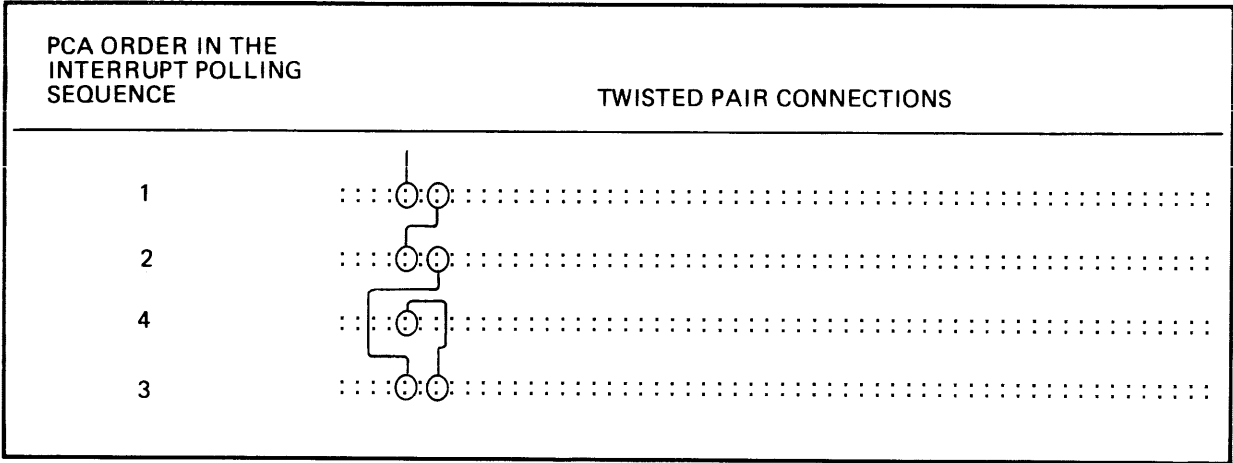 PCA ORDER IN THE
INTERRUPT POLLING
SEQUENCE
TWISTED PAIR CONNECTIONS
1
2
4
3